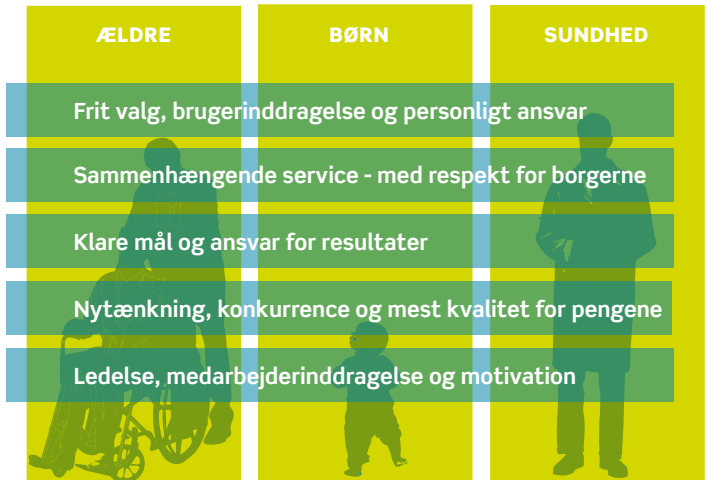 ÆLDRE
BØRN
SUNDHED
Frit valg, brugerinddragelse og personligt ansvar
Sammenhængende service - med respekt for borgerne
Klare mål og ansvar for resultater
Nytænkning, konkurrence og mest kvalitet for pengene
Ledelse, medarbejderinddragelse og motivation